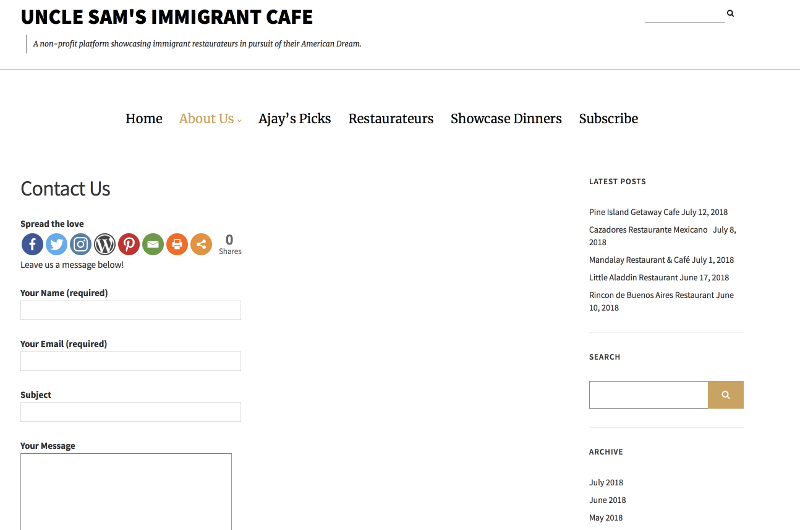 UNCLE SAM'S IMMIGRANT CAFE
A non-profit platform showcasing immigrant restaurateurs in pursuit of their American Dream.
Home About Us Ajay's Picks Restaurateurs Showcase Dinners Subscribe
Contact Us
Spread the love
0
Shares
Leave us a message below!
Your Name (required)
Your Email (required)
Subject
Your Message
LATEST POSTS
Pine Island Getaway Cafe July 12, 2018
Cazadores Restaurante Mexicano July 8,
2018
Mandalay Restaurant & Café July 1, 2018
Little Aladdin Restaurant June 17, 2018
Rincon de Buenos Aires Restaurant June
10, 2018
SEARCH
ARCHIVE
July 2018
June 2018
May 2018